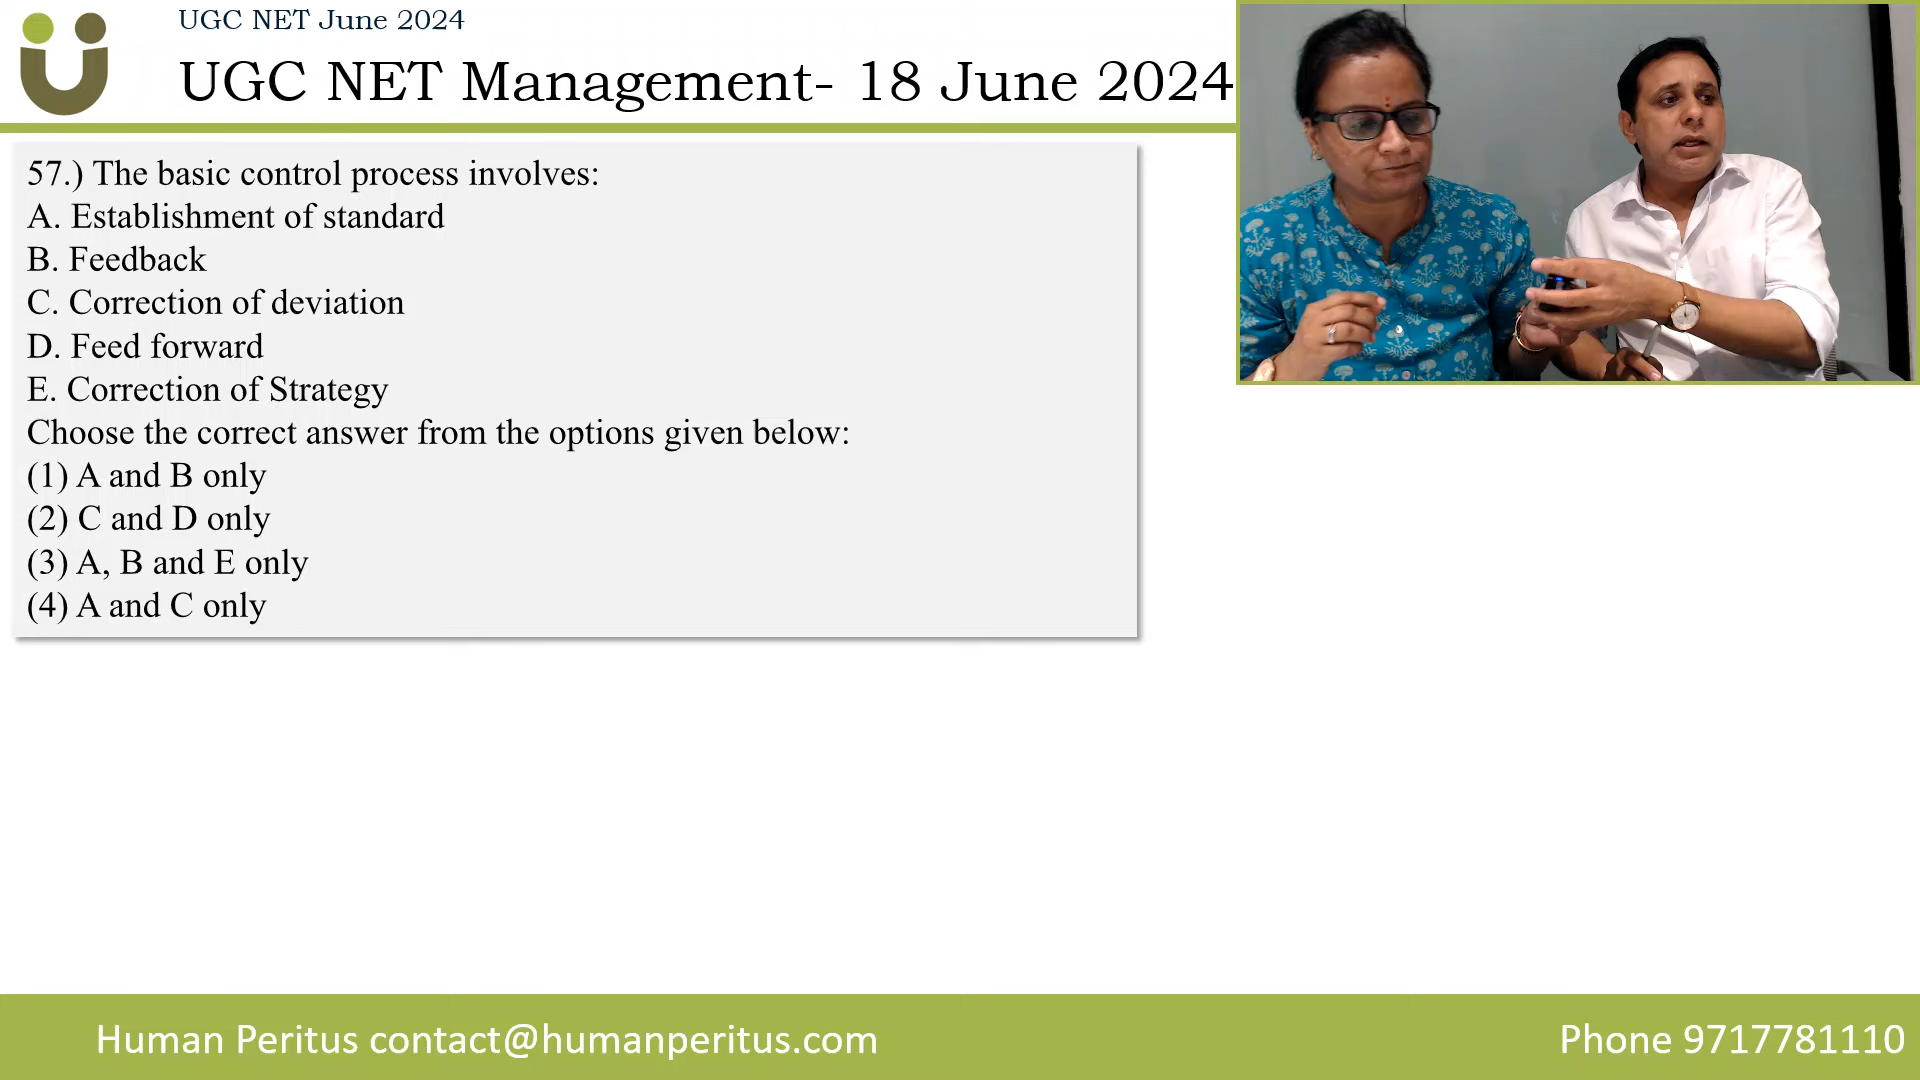 UGC NET June 2024
UGC NET Management- 18 June 2024
57.) The basic control process involves:
A. Establishment of standard
B. Feedback
C. Correction of deviation
D. Feed forward
E. Correction of Strategy
Choose the correct answer from the options given below:
(1) A and B only
(2) C and D only
(3) A, B and E only
(4) A and C only
Human Peritus contact@humanperitus.com
Phone 9717781110